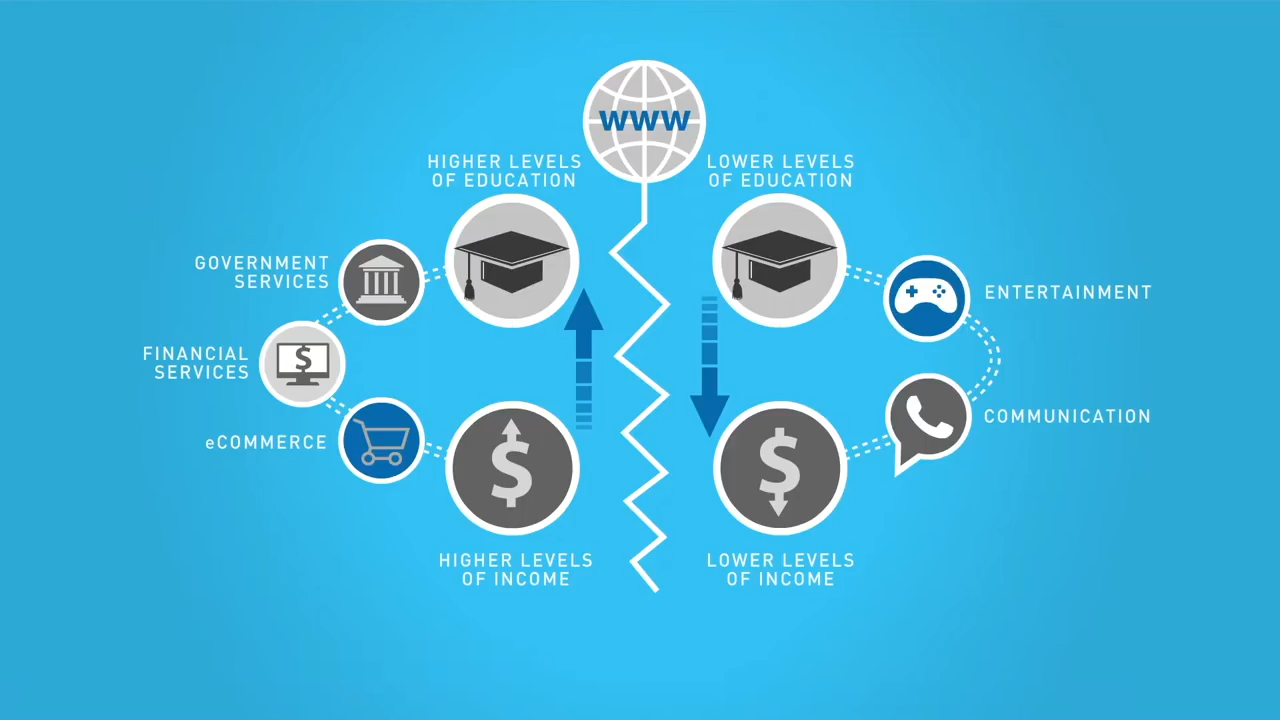 WWW
HIGHER LEVELS
OF EDUCATION
LOWER LEVELS
OF EDUCATION
GOVERNMENT
SERVICES
FINANCIAL
SERVICES
$
eCOMMERCE
$
HIGHER LEVELS
OF INCOME
ENTERTAINMENT
COMMUNICATION
$
LOWER LEVELS
OF INCOME